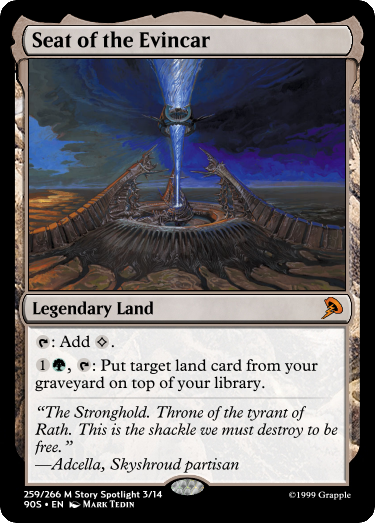 Seat of the Evincar
Legendary Land
: Add .
1 , : Put target land card from your
graveyard on top of your library.
“The Stronghold. Throne of the tyrant of
Rath. This is the shackle we must destroy to be
free.”
—Adcella, Skyshroud partisan
259/266 M Story Spotlight 3/14
90S • EN Mark Tedin
©1999 Grapple